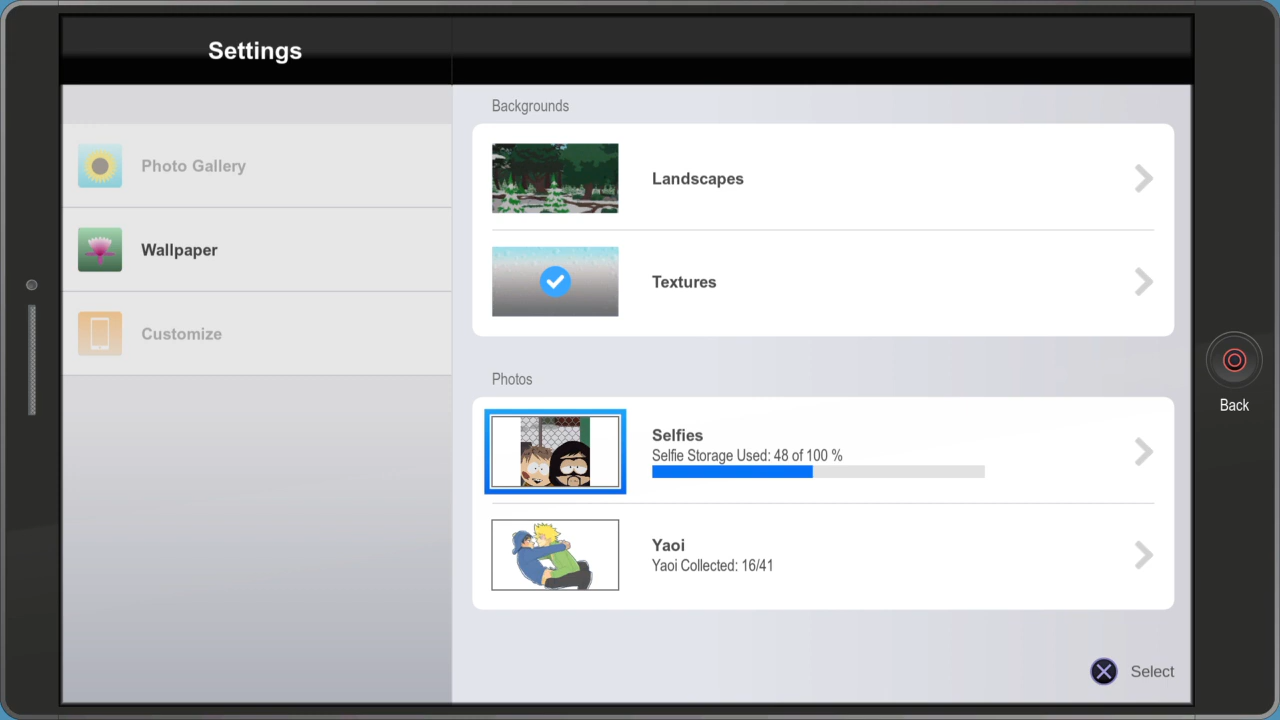 Settings
Photo Gallery
Wallpaper
Customize
Backgrounds
Landscapes
Textures
Photos
Selfies
Selfie Storage Used: 48 of 100 %
Yaoi
Yaoi Collected: 16/41
Back
Select